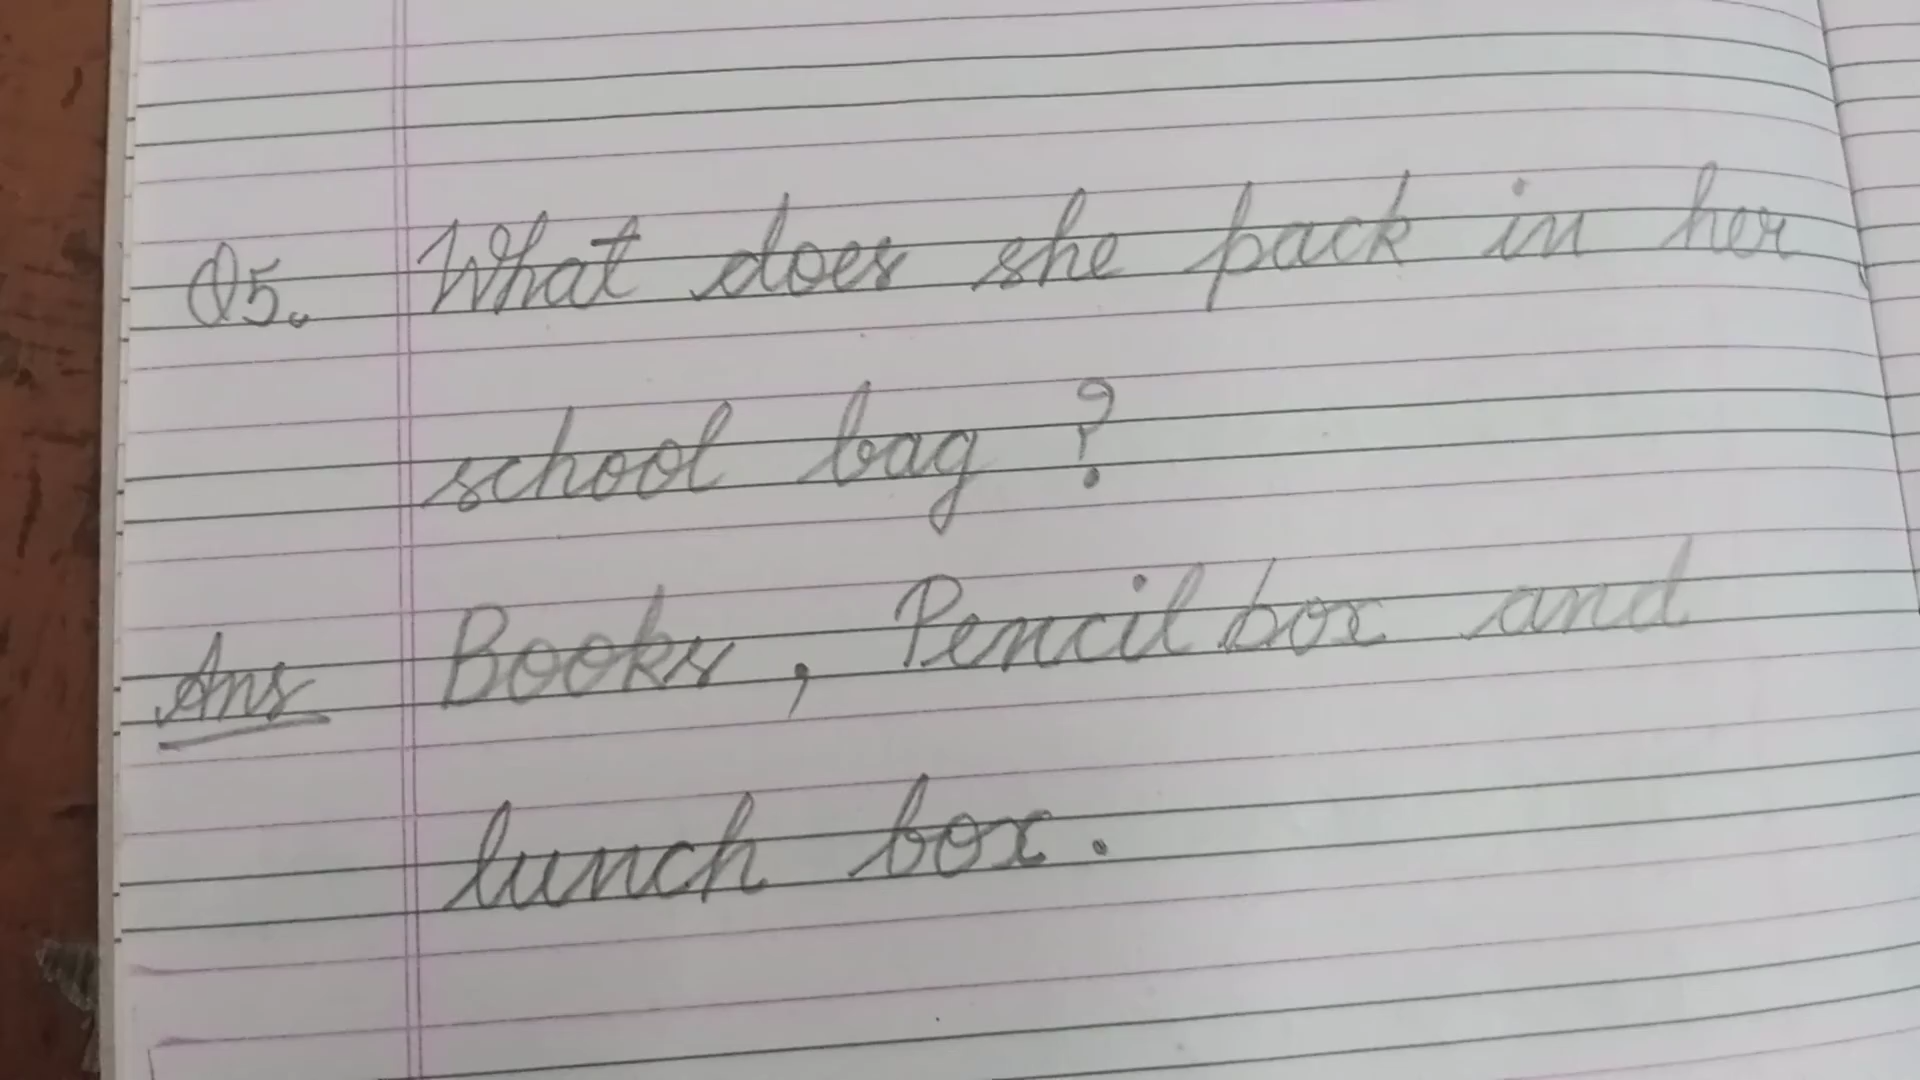 Q5. What does she pack in her
school bag ?
Ans Books, Pencil box and
lunch box.